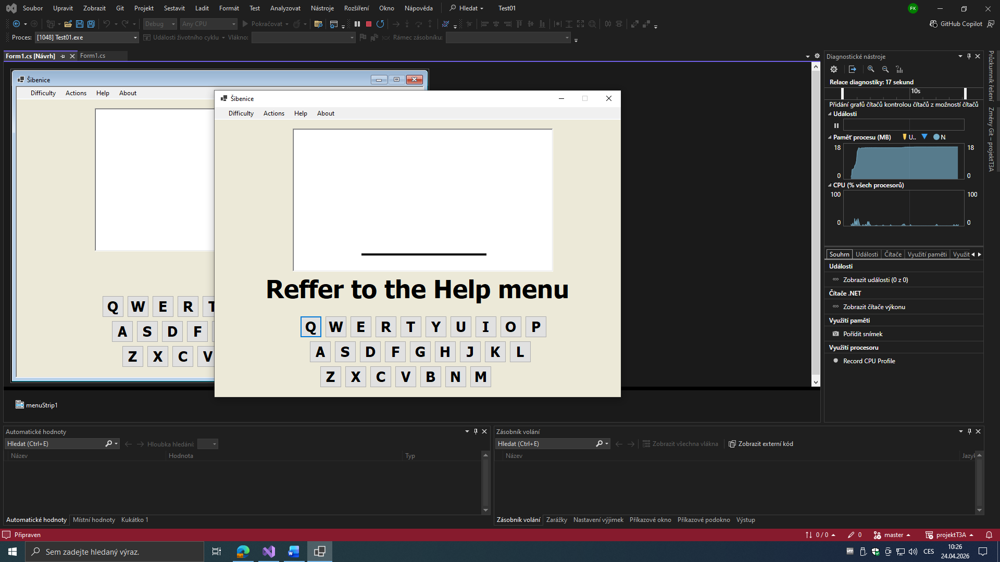 Soubor Upravit Zobrazit Git Projekt Sestavit Ladit Formát Test Analyzovat Nástroje Rozšíření Okno Nápověda Hledat Test01 PK
Debug Any CPU Pokračovat GitHub Copilot
Proces: [1048] Test01.exe Události životního cyklu Vlákno: Rámec zásobníku:
Form1.cs [Návrh] Form1.cs
Šibenice
Difficulty Actions Help About
Q W E R T
A S D F
Z X C V
menuStrip1
Šibenice
Difficulty Actions Help About
Reffer to the Help menu
Q W E R T Y U I O P
A S D F G H J K L
Z X C V B N M
Diagnostické nástroje
Relace diagnostiky: 17 sekund
10s
Přidání grafů čítačů kontrolou čítačů z možností čítačů
Události
Paměť procesu (MB) U.. N
18 18
0 0
CPU (% všech procesorů)
100 100
0 0
Souhrn Události Čítače Využití paměti Využit
Události
Zobrazit události (0 z 0)
Čítače .NET
Zobrazit čítače výkonu
Využití paměti
Pořídit snímek
Využití procesoru
Record CPU Profile
Průzkumník řešení
Změny Git – projektT3A
Automatické hodnoty
Hledat (Ctrl+E) Hloubka hledání:
Název Hodnota Typ
Automatické hodnoty Místní hodnoty Kukátko 1
Zásobník volání
Hledat (Ctrl+E) Zobrazit všechna vlákna Zobrazit externí kód
Název Jazyk
Zásobník volání Zarážky Nastavení výjimek Příkazové okno Příkazové podokno Výstup
Připraven 0 / 0 0 master projektT3A
Sem zadejte hledaný výraz. CES 10:26
24.04.2026